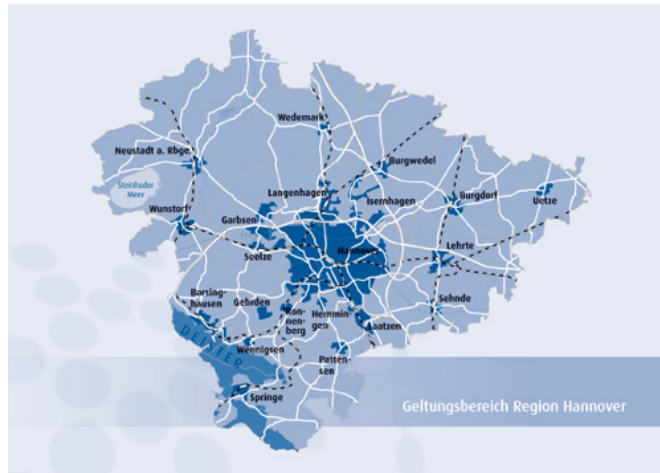 Wedemark
Neustadt a. Rbge.
Burgwedel
Steinhuder
Meer
Langenhagen
Isernhagen
Burgdorf
Uetze
Wunstorf
Garbsen
Hannover
Lehrte
Seelze
Barsing-
hausen
Gehrden
Sehnde
Ron-
nen-
berg
Hemmin-
gen
Laatzen
DEISTER
Wennigsen
Patten-
sen
Springe
Geltungsbereich Region Hannover